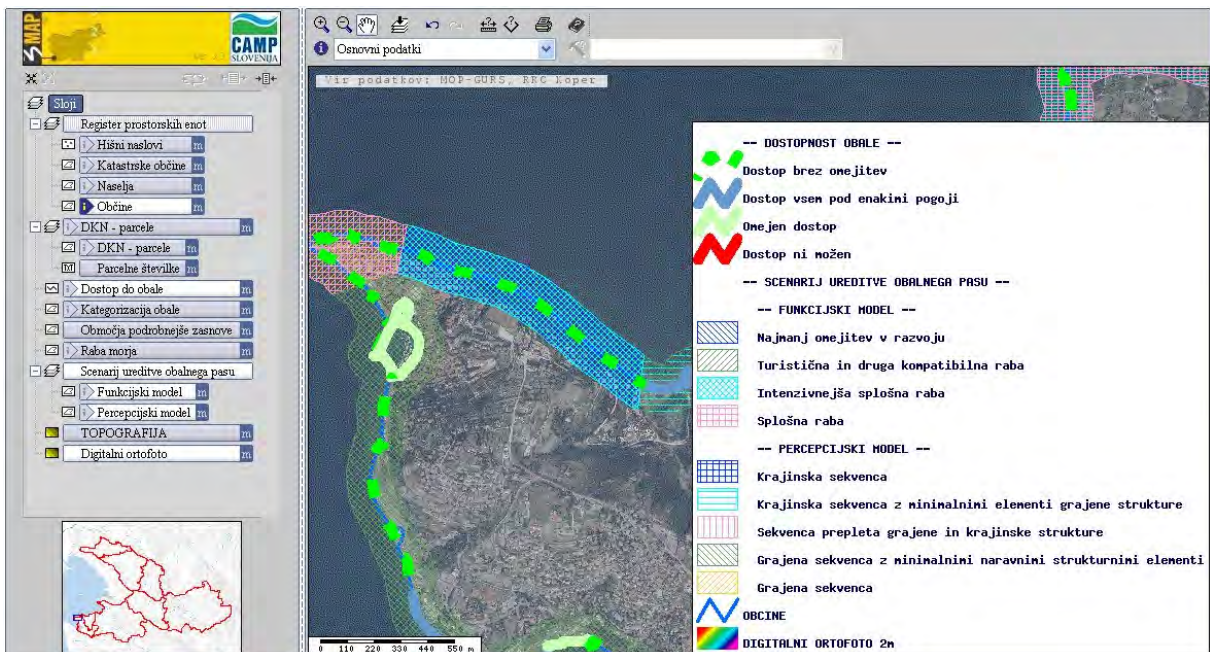 MAP
CAMP
SLOVENIJA
Sloji
Register prostorskih enot
Hišni naslovi m
Katastrske občine m
Naselja m
Občine m
DKN - parcele m
DKN - parcele m
Parcelne številke m
Dostop do obale m
Kategorizacija obale m
Območja podrobnejše zasnove m
Raba morja m
Scenarij ureditve obalnega pasu
Funkcijski model m
Percepcijski model m
TOPOGRAFIJA m
Digitalni ortofoto m
Osnovni podatki
Vir podatkov: MOP-GURS, RRC Koper
-- DOSTOPNOST OBALE --
Dostop brez omejitev
Dostop vsem pod enakimi pogoji
Omejen dostop
Dostop ni možen
-- SCENARIJ UREDITVE OBALNEGA PASU --
-- FUNKCIJSKI MODEL --
Najmanj omejitev v razvoju
Turistična in druga kompatibilna raba
Intenzivnejša splošna raba
Splošna raba
-- PERCEPCIJSKI MODEL --
Krajinska sekvenca
Krajinska sekvenca z minimalnimi elementi grajene strukture
Sekvenca prepleta grajene in krajinske strukture
Grajena sekvenca z minimalnimi naravnimi strukturnimi elementi
Grajena sekvenca
OBCINE
DIGITALNI ORTOFOTO 2m
0 110 220 330 440 550 m